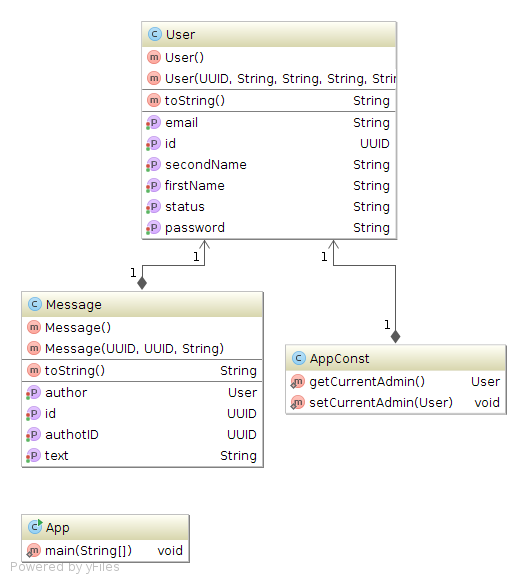 C User
m User()
m User(UUID, String, String, String, Strin
m toString() String
P email String
P id UUID
P secondName String
P firstName String
P status String
P password String
1 1
1
C Message
m Message()
m Message(UUID, UUID, String)
m toString() String
P author User
P id UUID
P authotID UUID
P text String
1
C AppConst
m getCurrentAdmin() User
m setCurrentAdmin(User) void
C App
m main(String[]) void
Powered by yFiles